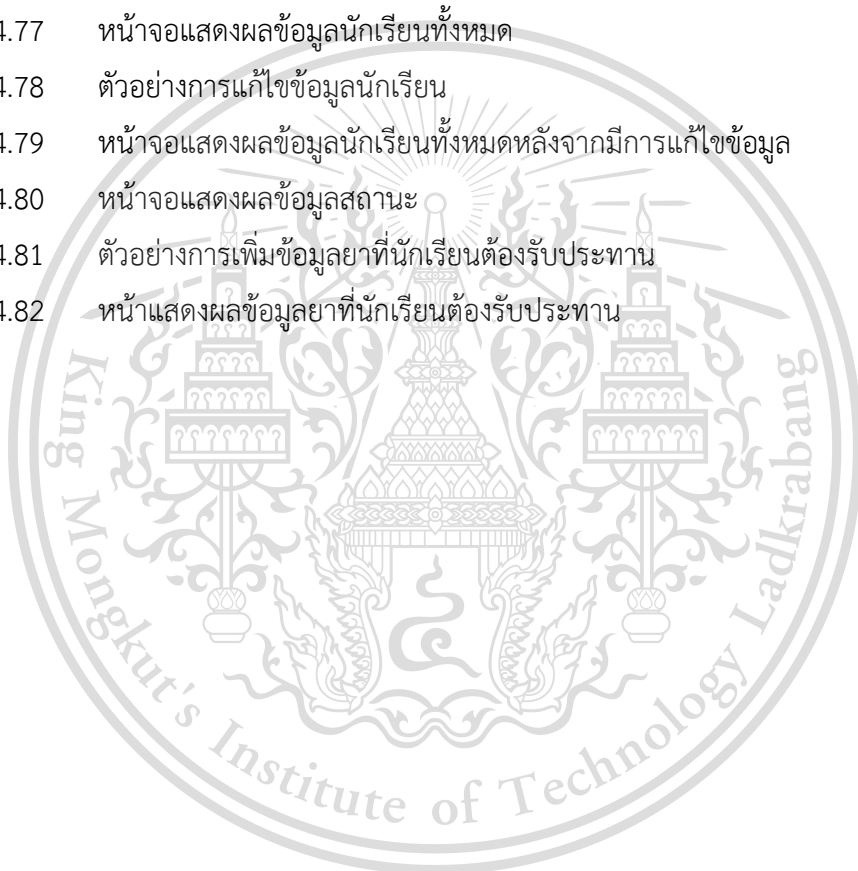 4.77 หน้าจอแสดงผลข้อมูลนักเรียนทั้งหมด
4.78 ตัวอย่างการแก้ไขข้อมูลนักเรียน
4.79 หน้าจอแสดงผลข้อมูลนักเรียนทั้งหมดหลังจากมีการแก้ไขข้อมูล
4.80 หน้าจอแสดงผลข้อมูลสถานะ
4.81 ตัวอย่างการเพิ่มข้อมูลยาที่นักเรียนต้องรับประทาน
4.82 หน้าแสดงผลข้อมูลยาที่นักเรียนต้องรับประทาน
King Mongkut's Institute of Technology Ladkrabang